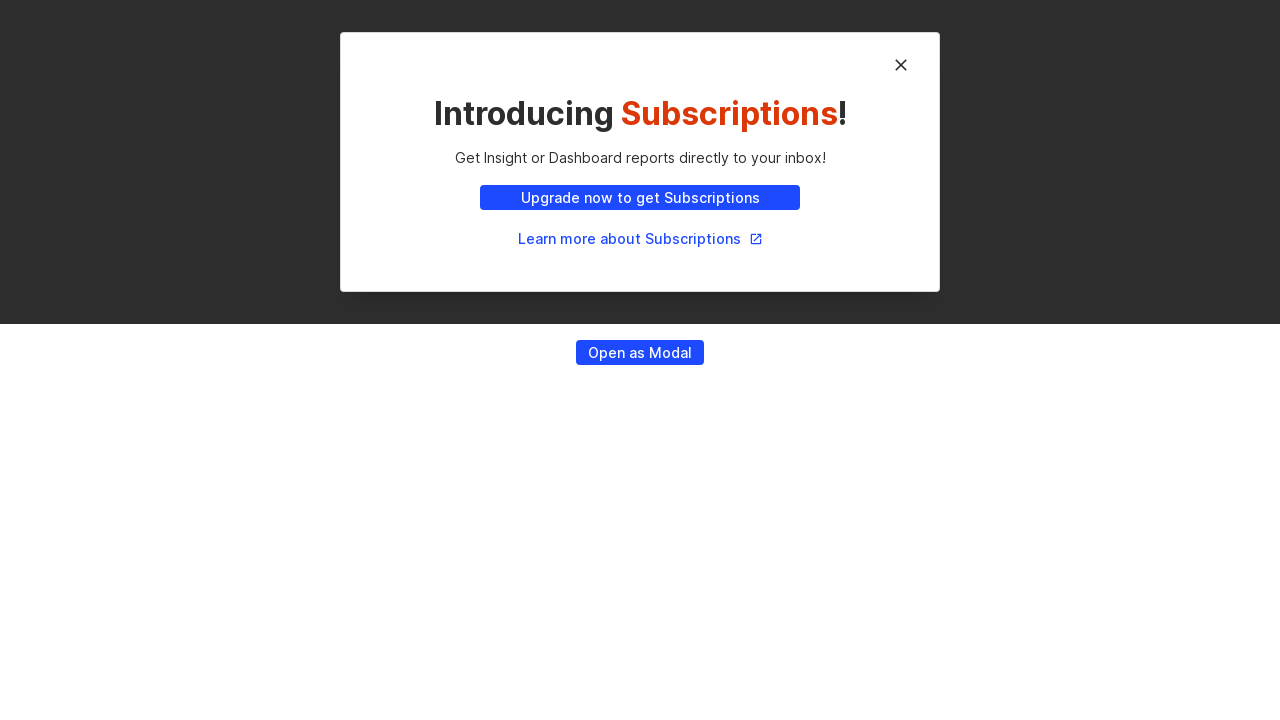 Introducing Subscriptions!
Get Insight or Dashboard reports directly to your inbox!
Upgrade now to get Subscriptions
Learn more about Subscriptions
Open as Modal